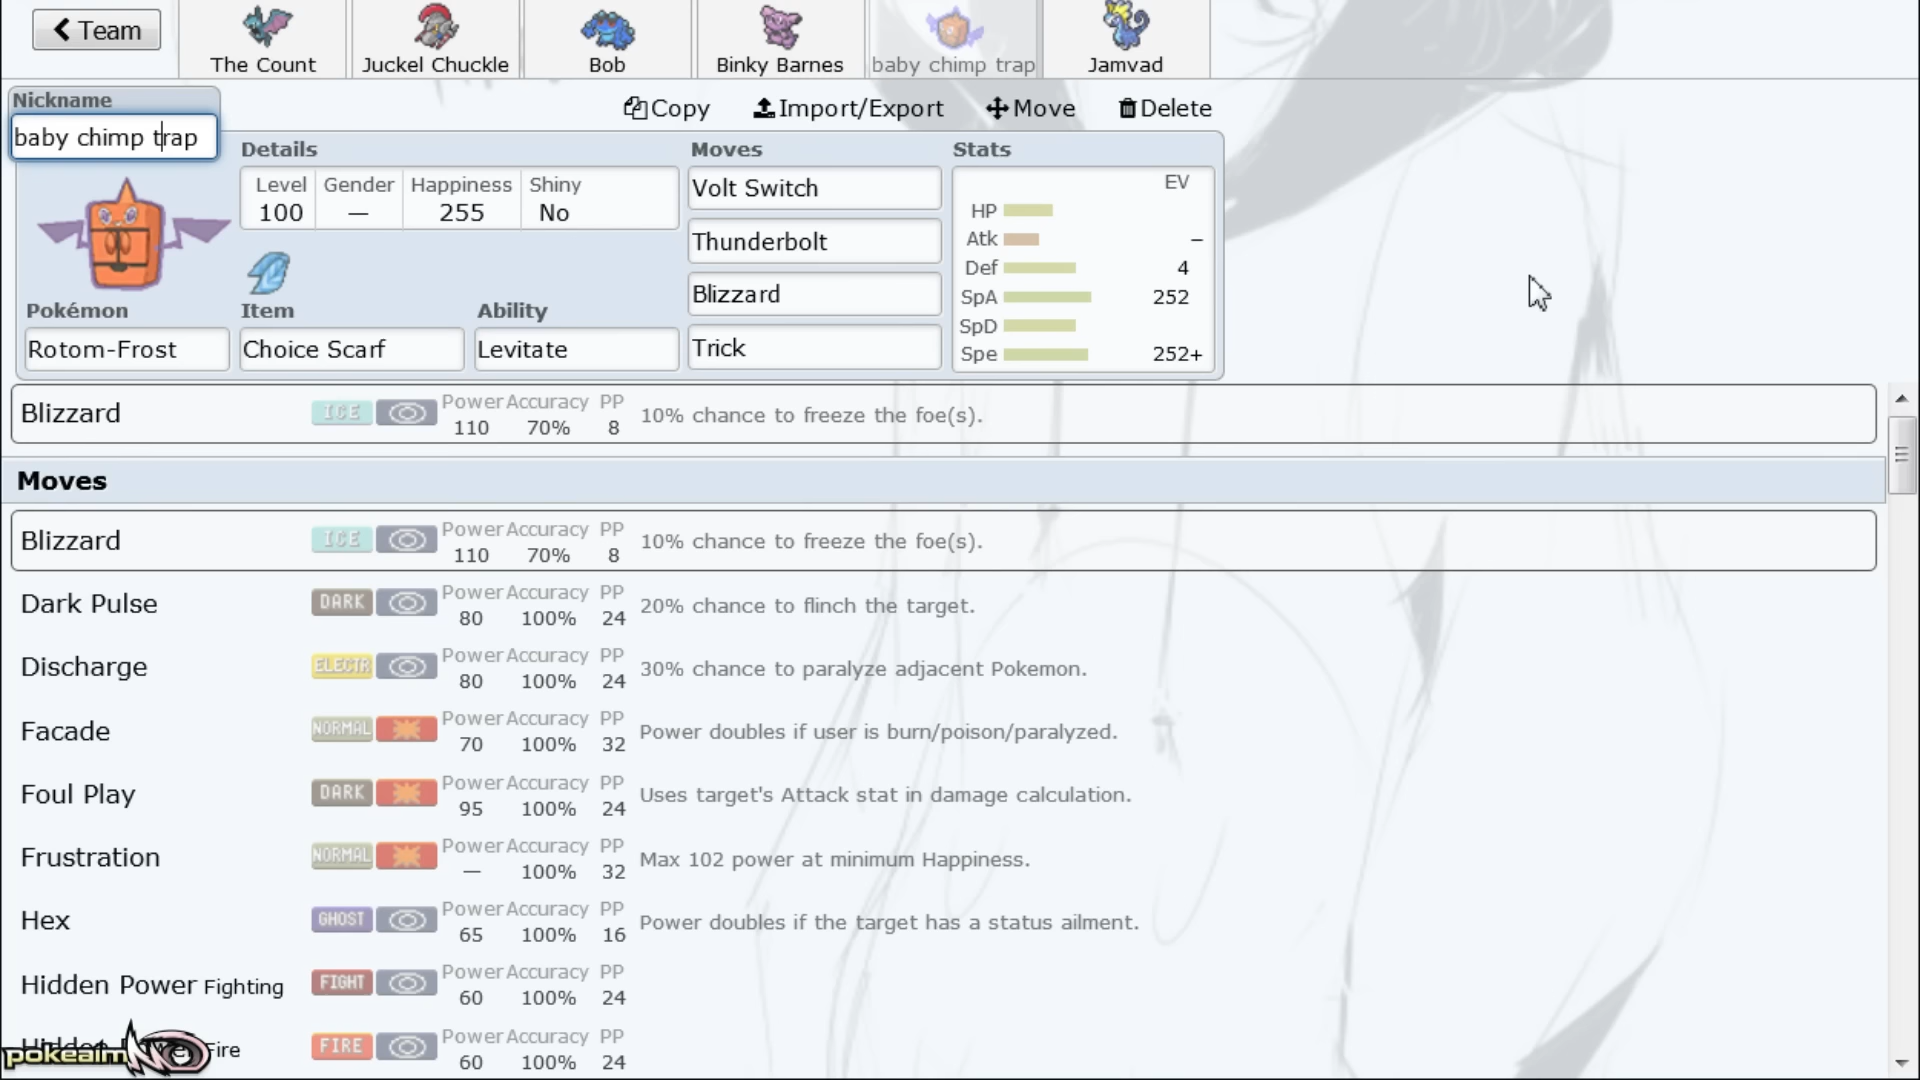 Team
The Count
Juckel Chuckle
Bob
Binky Barnes
baby chimp trap
Jamvad
Nickname
baby chimp trap
Copy
Import/Export
Move
Delete
Details
Level Gender Happiness Shiny
100 — 255 No
Pokémon
Rotom-Frost
Item
Choice Scarf
Ability
Levitate
Moves
Volt Switch
Thunderbolt
Blizzard
Trick
Stats
EV
HP
Atk –
Def 4
SpA 252
SpD
Spe 252+
Blizzard ICE Power 110 Accuracy 70% PP 8 10% chance to freeze the foe(s).
Moves
Blizzard ICE Power 110 Accuracy 70% PP 8 10% chance to freeze the foe(s).
Dark Pulse DARK Power 80 Accuracy 100% PP 24 20% chance to flinch the target.
Discharge ELECTR Power 80 Accuracy 100% PP 24 30% chance to paralyze adjacent Pokemon.
Facade NORMAL Power 70 Accuracy 100% PP 32 Power doubles if user is burn/poison/paralyzed.
Foul Play DARK Power 95 Accuracy 100% PP 24 Uses target's Attack stat in damage calculation.
Frustration NORMAL Power — Accuracy 100% PP 32 Max 102 power at minimum Happiness.
Hex GHOST Power 65 Accuracy 100% PP 16 Power doubles if the target has a status ailment.
Hidden Power Fighting FIGHT Power 60 Accuracy 100% PP 24
Fire FIRE Power 60 Accuracy 100% PP 24
pokeaim